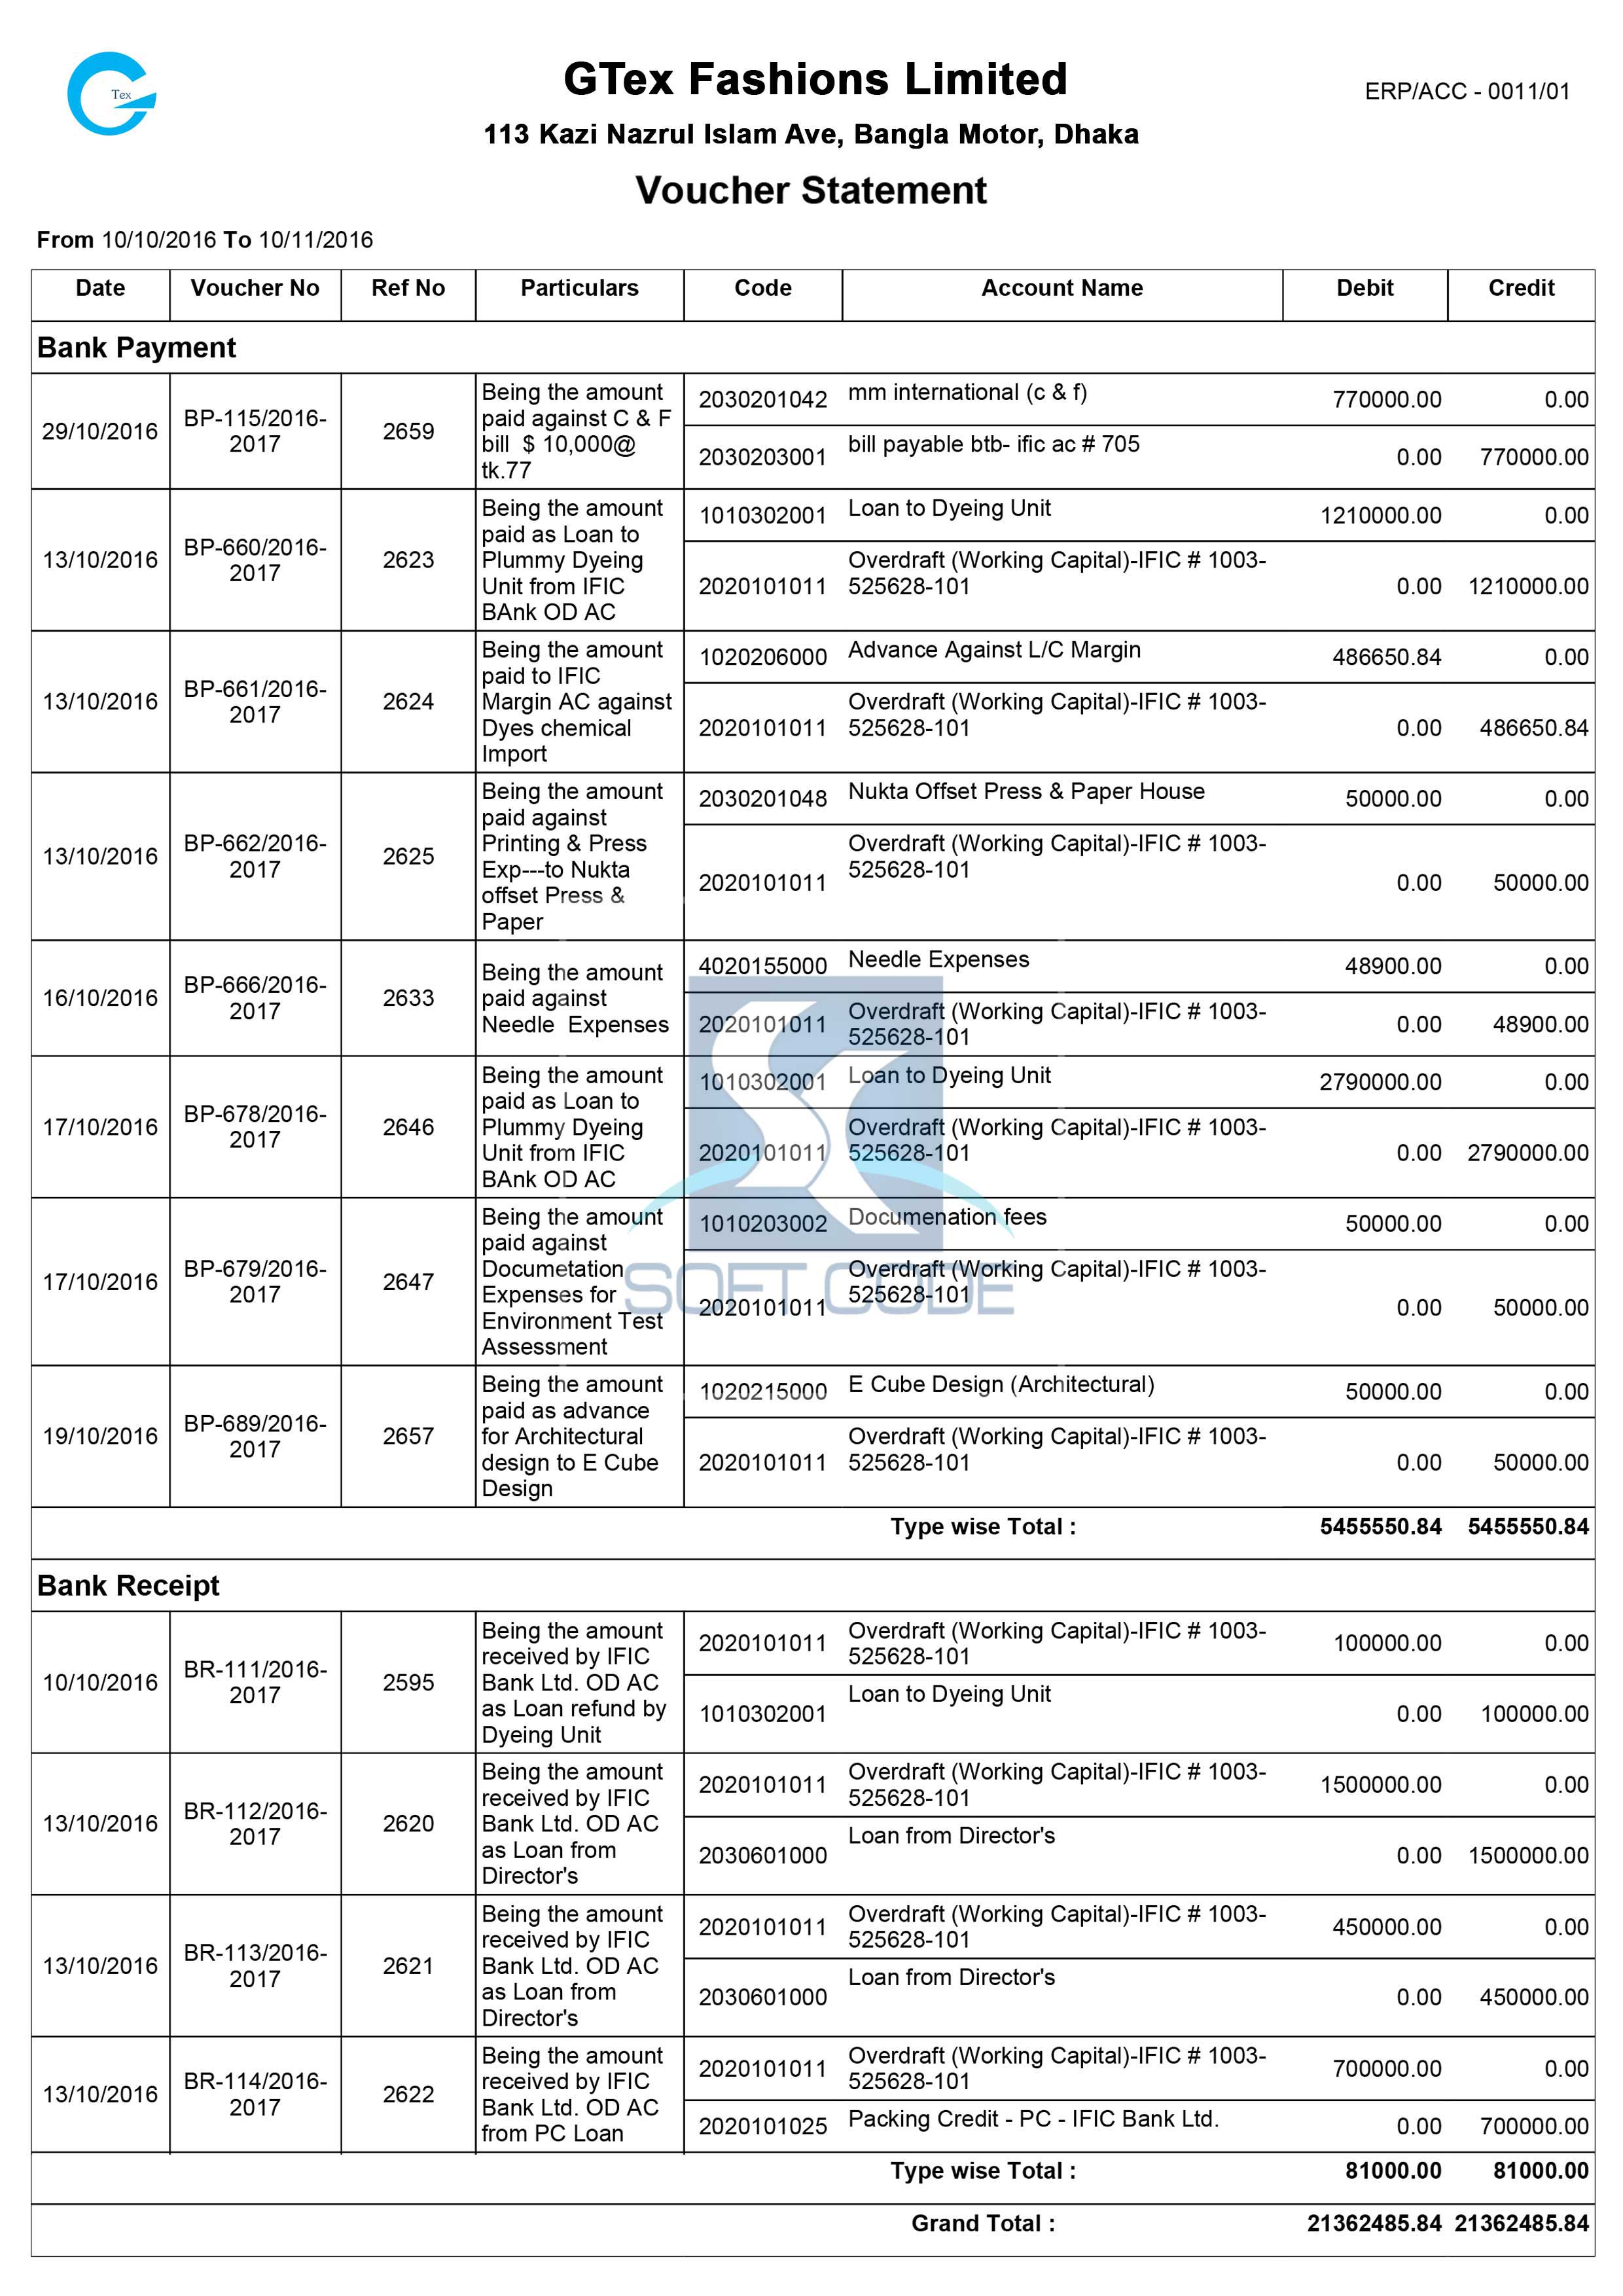 Tex
GTex Fashions Limited
ERP/ACC - 0011/01
113 Kazi Nazrul Islam Ave, Bangla Motor, Dhaka
Voucher Statement
From 10/10/2016 To 10/11/2016
Date Voucher No Ref No Particulars Code Account Name Debit Credit
Bank Payment
29/10/2016
BP-115/2016-
2017
2659
Being the amount
paid against C & F
bill  $ 10,000@
tk.77
2030201042 mm international (c & f) 770000.00 0.00
2030203001 bill payable btb- ific ac # 705 0.00 770000.00
13/10/2016
BP-660/2016-
2017
2623
Being the amount
paid as Loan to
Plummy Dyeing
Unit from IFIC
BAnk OD AC
1010302001 Loan to Dyeing Unit 1210000.00 0.00
Overdraft (Working Capital)-IFIC # 1003-
2020101011 525628-101 0.00 1210000.00
13/10/2016
BP-661/2016-
2017
2624
Being the amount
paid to IFIC
Margin AC against
Dyes chemical
Import
1020206000 Advance Against L/C Margin 486650.84 0.00
Overdraft (Working Capital)-IFIC # 1003-
2020101011 525628-101 0.00 486650.84
13/10/2016
BP-662/2016-
2017
2625
Being the amount
paid against
Printing & Press
Exp---to Nukta
offset Press &
Paper
2030201048 Nukta Offset Press & Paper House 50000.00 0.00
Overdraft (Working Capital)-IFIC # 1003-
525628-101
2020101011 0.00 50000.00
16/10/2016
BP-666/2016-
2017
2633
Being the amount
paid against
Needle  Expenses
4020155000 Needle Expenses 48900.00 0.00
Overdraft (Working Capital)-IFIC # 1003-
2020101011 525628-101 0.00 48900.00
17/10/2016
BP-678/2016-
2017
2646
Being the amount
paid as Loan to
Plummy Dyeing
Unit from IFIC
BAnk OD AC
1010302001 Loan to Dyeing Unit 2790000.00 0.00
Overdraft (Working Capital)-IFIC # 1003-
2020101011 525628-101 0.00 2790000.00
17/10/2016
BP-679/2016-
2017
2647
Being the amount
paid against
Documetation
Expenses for
Environment Test
Assessment
1010203002 Documenation fees 50000.00 0.00
Overdraft (Working Capital)-IFIC # 1003-
525628-101
2020101011 0.00 50000.00
SOFT CODE
19/10/2016
BP-689/2016-
2017
2657
Being the amount
paid as advance
for Architectural
design to E Cube
Design
1020215000 E Cube Design (Architectural) 50000.00 0.00
Overdraft (Working Capital)-IFIC # 1003-
2020101011 525628-101 0.00 50000.00
Type wise Total : 5455550.84 5455550.84
Bank Receipt
10/10/2016
BR-111/2016-
2017
2595
Being the amount
received by IFIC
Bank Ltd. OD AC
as Loan refund by
Dyeing Unit
Overdraft (Working Capital)-IFIC # 1003-
2020101011 525628-101 100000.00 0.00
1010302001 Loan to Dyeing Unit 0.00 100000.00
13/10/2016
BR-112/2016-
2017
2620
Being the amount
received by IFIC
Bank Ltd. OD AC
as Loan from
Director's
Overdraft (Working Capital)-IFIC # 1003-
2020101011 525628-101 1500000.00 0.00
2030601000 Loan from Director's 0.00 1500000.00
13/10/2016
BR-113/2016-
2017
2621
Being the amount
received by IFIC
Bank Ltd. OD AC
as Loan from
Director's
Overdraft (Working Capital)-IFIC # 1003-
2020101011 525628-101 450000.00 0.00
2030601000 Loan from Director's 0.00 450000.00
13/10/2016
BR-114/2016-
2017
2622
Being the amount
received by IFIC
Bank Ltd. OD AC
from PC Loan
Overdraft (Working Capital)-IFIC # 1003-
2020101011 525628-101 700000.00 0.00
2020101025 Packing Credit - PC - IFIC Bank Ltd. 0.00 700000.00
Type wise Total : 81000.00 81000.00
Grand Total : 21362485.84 21362485.84